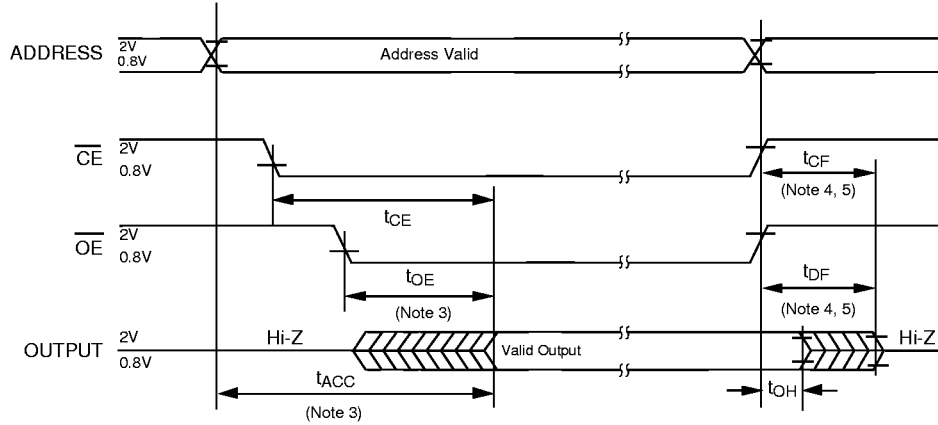 ADDRESS
2V
0.8V
Address Valid
CE
2V
0.8V
tCF
(Note 4, 5)
tCE
OE
2V
0.8V
tOE
(Note 3)
tDF
(Note 4, 5)
OUTPUT
2V
0.8V
Hi-Z
Valid Output
Hi-Z
tACC
(Note 3)
tOH